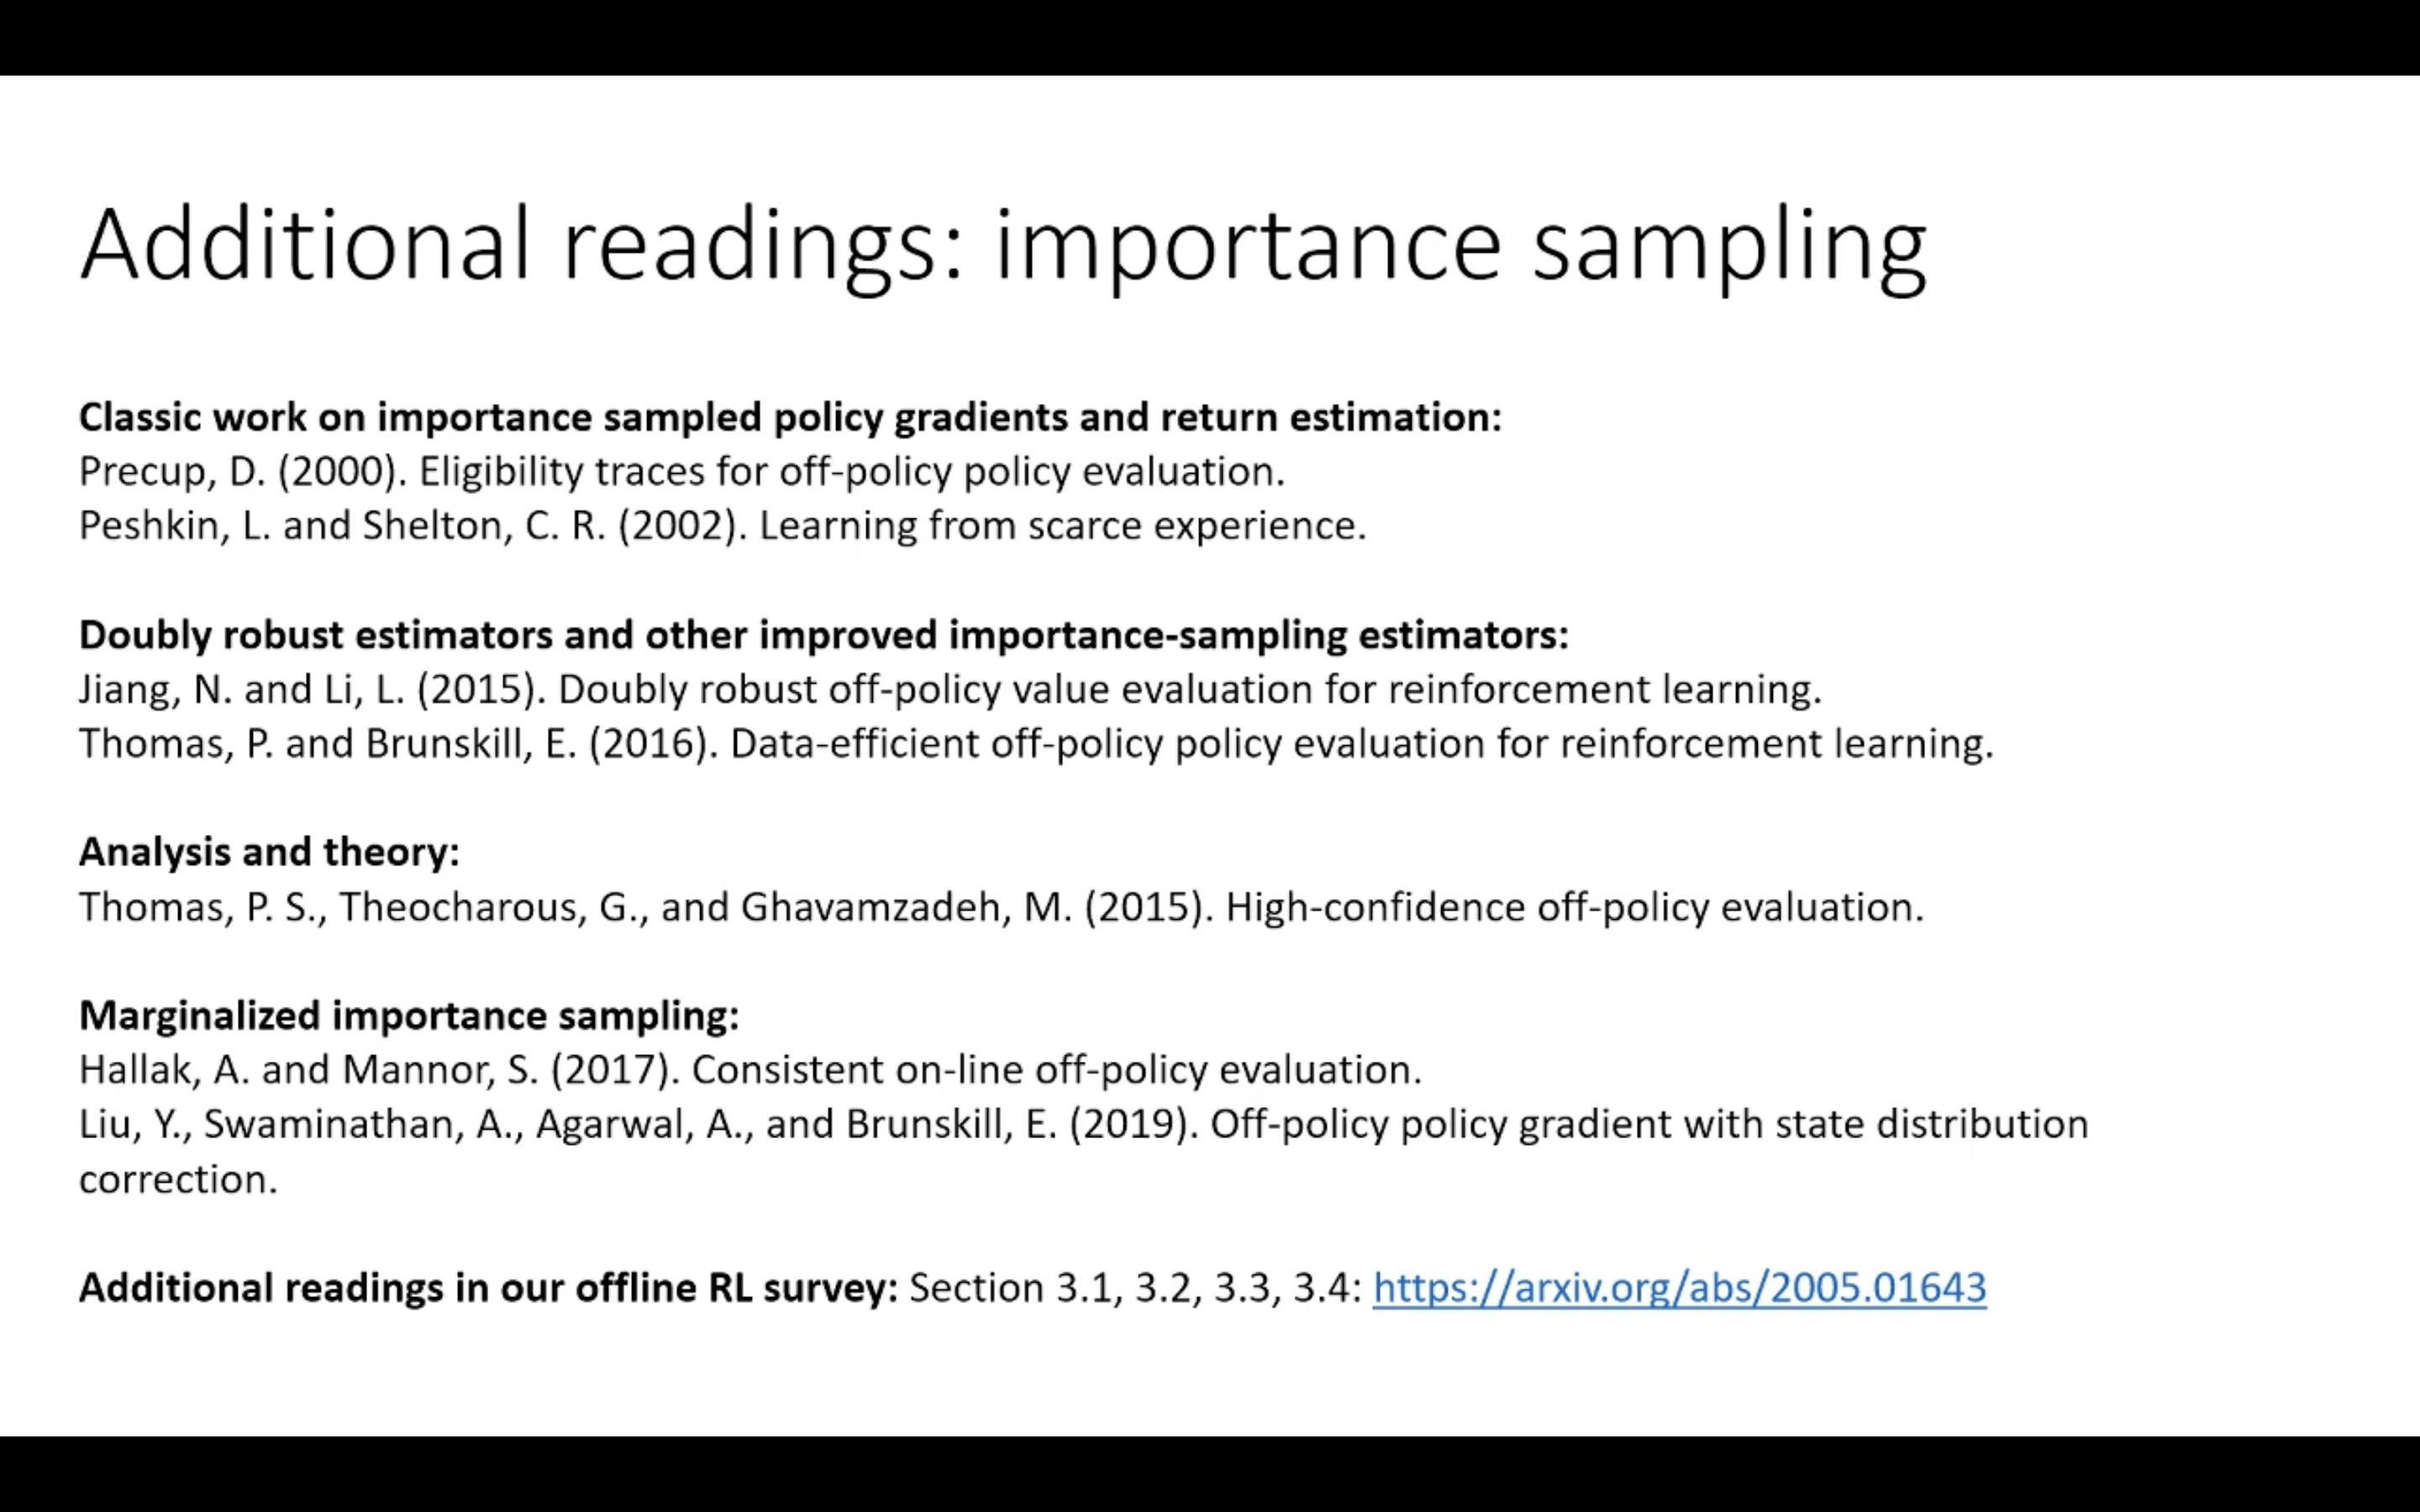 Additional readings: importance sampling
Classic work on importance sampled policy gradients and return estimation:
Precup, D. (2000). Eligibility traces for off-policy policy evaluation.
Peshkin, L. and Shelton, C. R. (2002). Learning from scarce experience.
Doubly robust estimators and other improved importance-sampling estimators:
Jiang, N. and Li, L. (2015). Doubly robust off-policy value evaluation for reinforcement learning.
Thomas, P. and Brunskill, E. (2016). Data-efficient off-policy policy evaluation for reinforcement learning.
Analysis and theory:
Thomas, P. S., Theocharous, G., and Ghavamzadeh, M. (2015). High-confidence off-policy evaluation.
Marginalized importance sampling:
Hallak, A. and Mannor, S. (2017). Consistent on-line off-policy evaluation.
Liu, Y., Swaminathan, A., Agarwal, A., and Brunskill, E. (2019). Off-policy policy gradient with state distribution
correction.
Additional readings in our offline RL survey: Section 3.1, 3.2, 3.3, 3.4: https://arxiv.org/abs/2005.01643